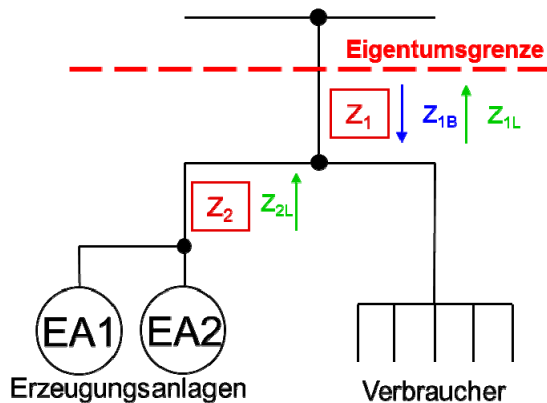 Eigentumsgrenze
Z1 Z1B Z1L
Z2 Z2L
EA1 EA2
Erzeugungsanlagen
Verbraucher